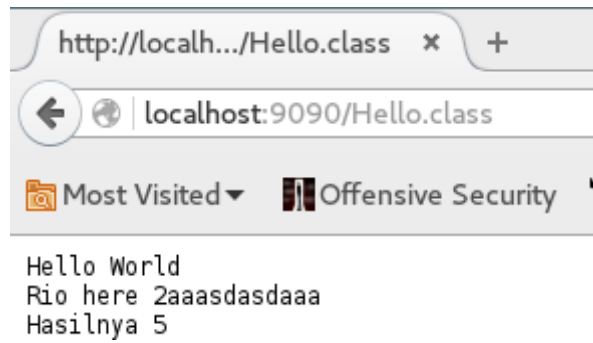 http://localh.../Hello.class × +
localhost:9090/Hello.class
Most Visited Offensive Security
Hello World
Rio here 2aaasdasdaaa
Hasilnya 5